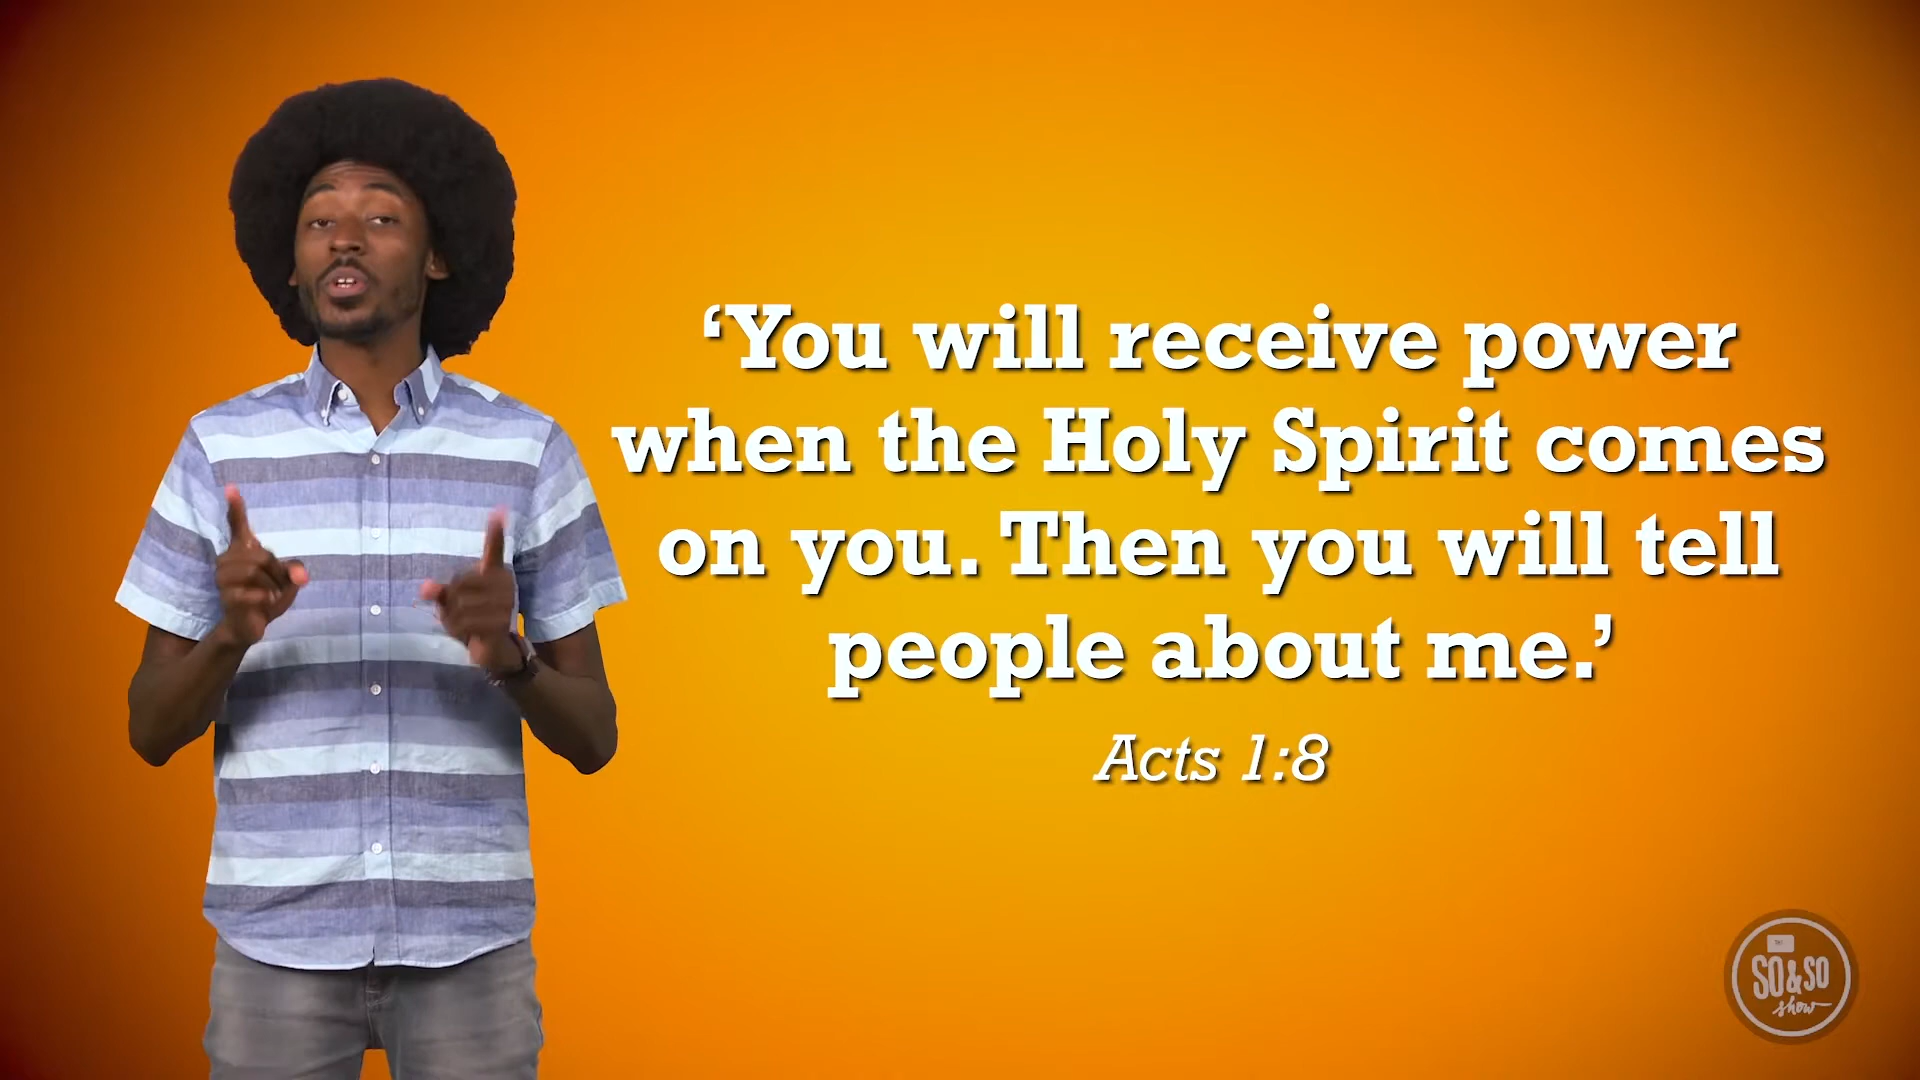 ‘You will receive power
when the Holy Spirit comes
on you. Then you will tell
people about me.’
Acts 1:8
SO & SO
show